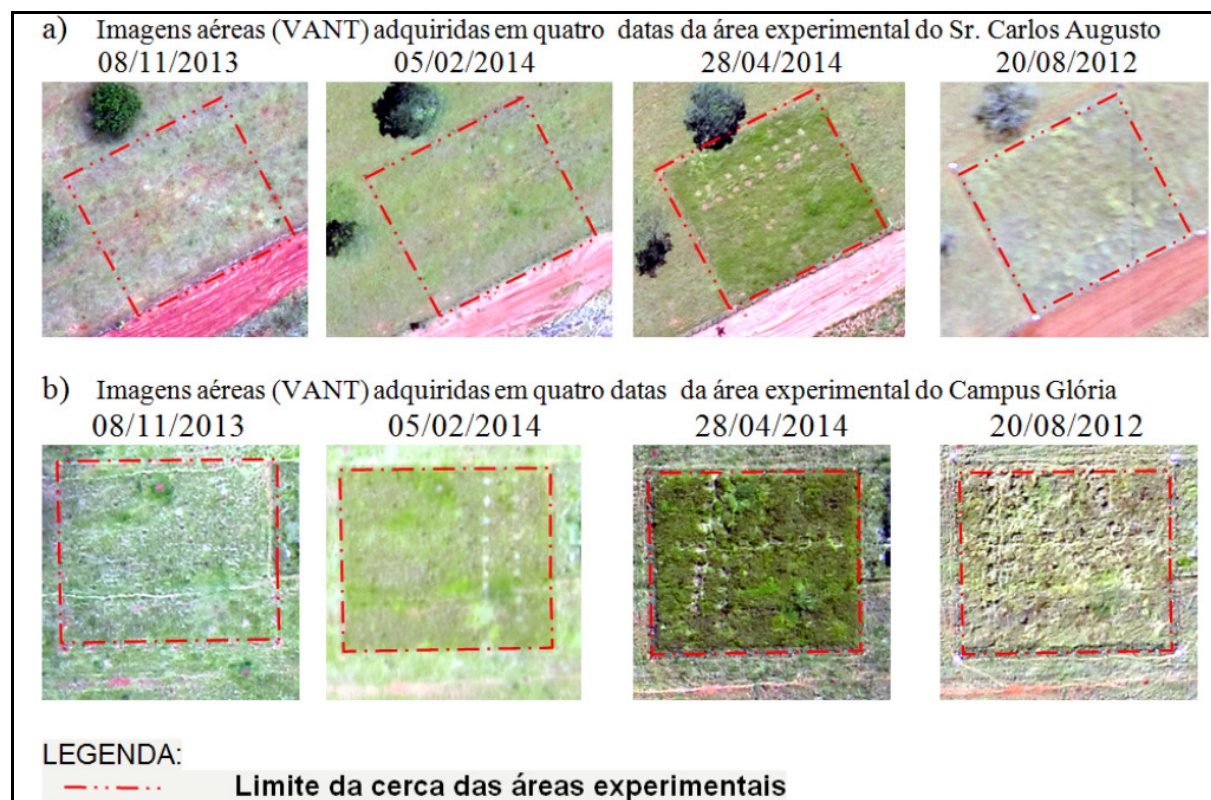 a) Imagens aéreas (VANT) adquiridas em quatro datas da área experimental do Sr. Carlos Augusto
08/11/2013 05/02/2014 28/04/2014 20/08/2012
b) Imagens aéreas (VANT) adquiridas em quatro datas da área experimental do Campus Glória
08/11/2013 05/02/2014 28/04/2014 20/08/2012
LEGENDA:
Limite da cerca das áreas experimentais